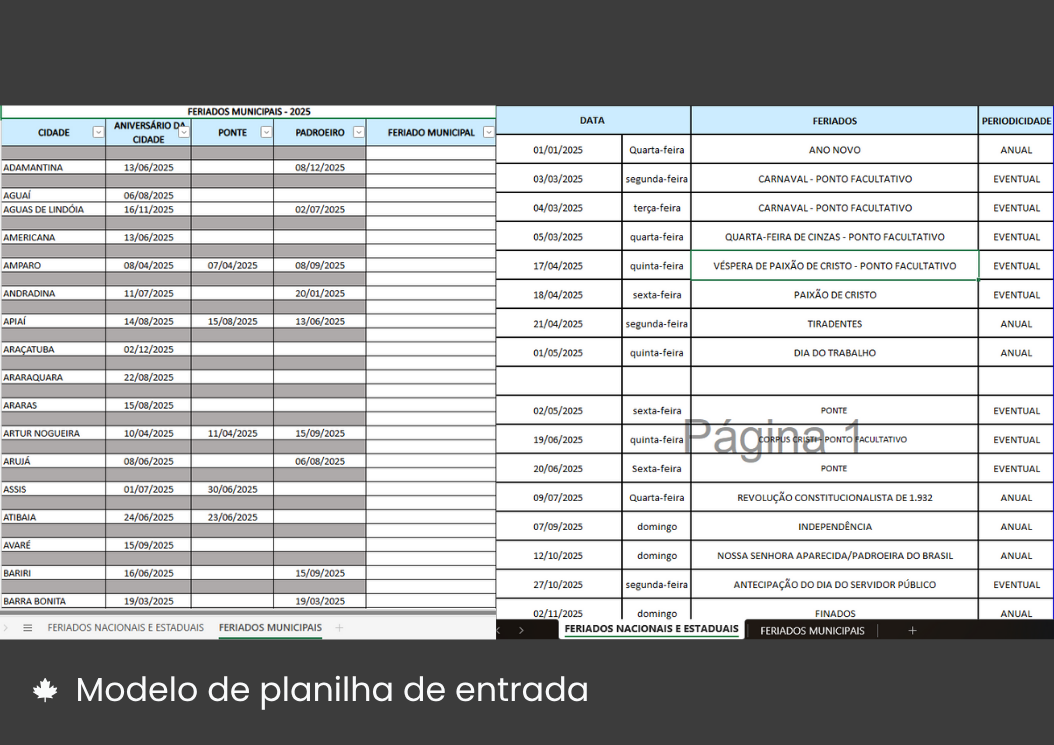 FERIADOS MUNICIPAIS - 2025
CIDADE ANIVERSÁRIO DA CIDADE PONTE PADROEIRO FERIADO MUNICIPAL
ADAMANTINA 13/06/2025 08/12/2025
AGUAÍ 06/08/2025
AGUAS DE LINDÓIA 16/11/2025 02/07/2025
AMERICANA 13/06/2025
AMPARO 08/04/2025 07/04/2025 08/09/2025
ANDRADINA 11/07/2025 20/01/2025
APIAÍ 14/08/2025 15/08/2025 13/06/2025
ARAÇATUBA 02/12/2025
ARARAQUARA 22/08/2025
ARARAS 15/08/2025
ARTUR NOGUEIRA 10/04/2025 11/04/2025 15/09/2025
ARUJÁ 08/06/2025 06/08/2025
ASSIS 01/07/2025 30/06/2025
ATIBAIA 24/06/2025 23/06/2025
AVARÉ 15/09/2025
BARIRI 16/06/2025 15/09/2025
BARRA BONITA 19/03/2025 19/03/2025
FERIADOS NACIONAIS E ESTADUAIS FERIADOS MUNICIPAIS
DATA FERIADOS PERIODICIDADE
01/01/2025 Quarta-feira ANO NOVO ANUAL
03/03/2025 segunda-feira CARNAVAL - PONTO FACULTATIVO EVENTUAL
04/03/2025 terça-feira CARNAVAL - PONTO FACULTATIVO EVENTUAL
05/03/2025 quarta-feira QUARTA-FEIRA DE CINZAS - PONTO FACULTATIVO EVENTUAL
17/04/2025 quinta-feira VÉSPERA DE PAIXÃO DE CRISTO - PONTO FACULTATIVO EVENTUAL
18/04/2025 sexta-feira PAIXÃO DE CRISTO EVENTUAL
21/04/2025 segunda-feira TIRADENTES ANUAL
01/05/2025 quinta-feira DIA DO TRABALHO ANUAL
02/05/2025 sexta-feira PONTE EVENTUAL
Página 1
19/06/2025 quinta-feira CORPUS CRISTI - PONTO FACULTATIVO EVENTUAL
20/06/2025 Sexta-feira PONTE EVENTUAL
09/07/2025 Quarta-feira REVOLUÇÃO CONSTITUCIONALISTA DE 1.932 ANUAL
07/09/2025 domingo INDEPENDÊNCIA ANUAL
12/10/2025 domingo NOSSA SENHORA APARECIDA/PADROEIRA DO BRASIL ANUAL
27/10/2025 segunda-feira ANTECIPAÇÃO DO DIA DO SERVIDOR PÚBLICO EVENTUAL
02/11/2025 domingo FINADOS ANUAL
FERIADOS NACIONAIS E ESTADUAIS FERIADOS MUNICIPAIS
Modelo de planilha de entrada